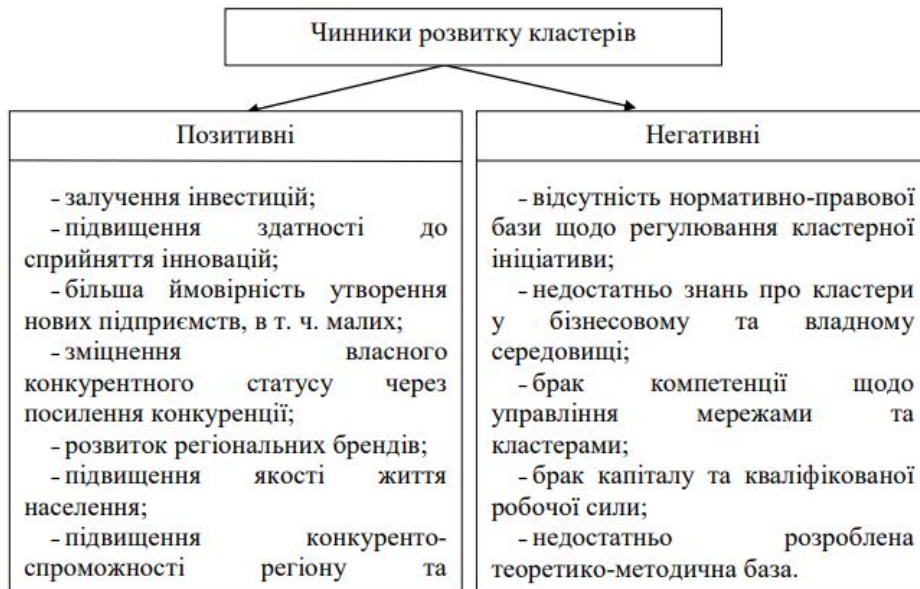 Чинники розвитку кластерів
Позитивні
– залучення інвестицій;
– підвищення здатності до
сприйняття інновацій;
– більша ймовірність утворення
нових підприємств, в т. ч. малих;
– зміцнення власного
конкурентного статусу через
посилення конкуренції;
– розвиток регіональних брендів;
– підвищення якості життя
населення;
– підвищення конкуренто-
спроможності регіону та
Негативні
– відсутність нормативно-правової
бази щодо регулювання кластерної
ініціативи;
– недостатньо знань про кластери
у бізнесовому та владному
середовищі;
– брак компетенції щодо
управління мережами та
кластерами;
– брак капіталу та кваліфікованої
робочої сили;
– недостатньо розроблена
теоретико-методична база.